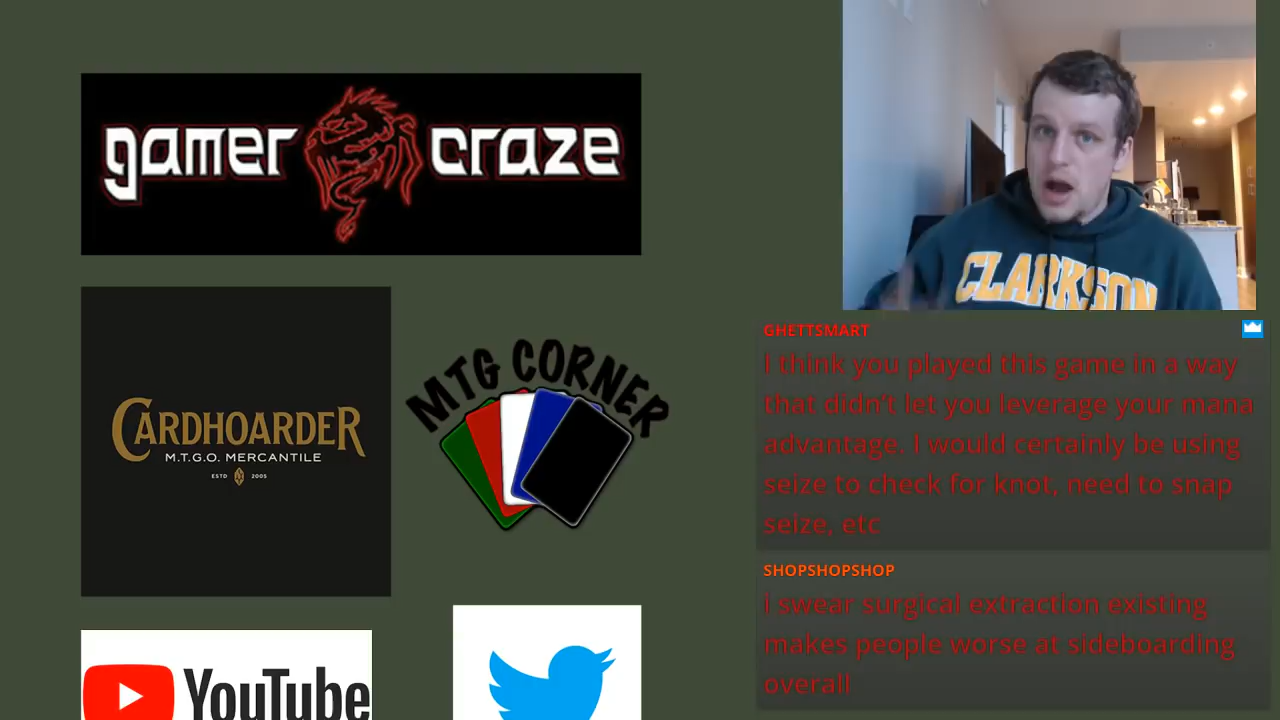 gamer craze
CARDHOARDER
M.T.G.O. MERCANTILE
ESTD 2005
MTG CORNER
YouTube
CLARKSON
GHETTSMART
I think you played this game in a way
that didn't let you leverage your mana
advantage. I would certainly be using
seize to check for knot, need to snap
seize, etc
SHOPSHOPSHOP
i swear surgical extraction existing
makes people worse at sideboarding
overall